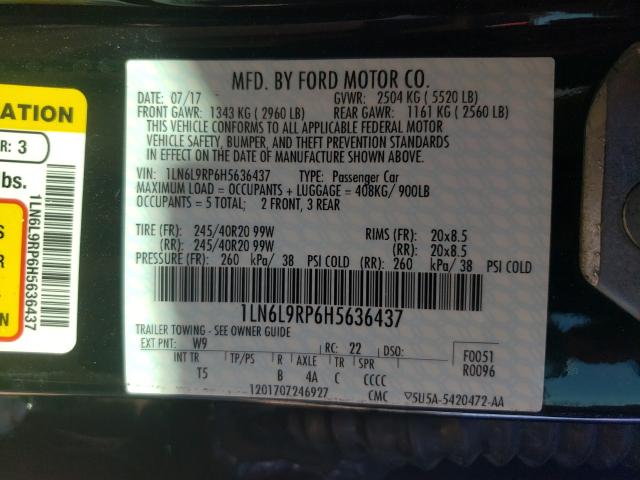 ATION
R: 3
lbs.
1LN6L9RP6H5636437
S
R
S
ON
MFD. BY FORD MOTOR CO.
DATE: 07/17 GVWR: 2504 KG ( 5520 LB)
FRONT GAWR: 1343 KG ( 2960 LB) REAR GAWR: 1161 KG ( 2560 LB)
THIS VEHICLE CONFORMS TO ALL APPLICABLE FEDERAL MOTOR
VEHICLE SAFETY, BUMPER, AND THEFT PREVENTION STANDARDS
IN EFFECT ON THE DATE OF MANUFACTURE SHOWN ABOVE.
VIN: 1LN6L9RP6H5636437 TYPE: Passenger Car
MAXIMUM LOAD = OCCUPANTS + LUGGAGE = 408KG/ 900LB
OCCUPANTS = 5 TOTAL; 2 FRONT, 3 REAR
TIRE (FR): 245/40R20 99W RIMS (FR): 20x8.5
(RR): 245/40R20 99W (RR): 20x8.5
PRESSURE (FR): 260 kPa/ 38 PSI COLD (RR) 260 kPa/ 38 PSI COLD
1LN6L9RP6H5636437
TRAILER TOWING - SEE OWNER GUIDE
EXT PNT: W9 RC: 22 DSO: F0051
INT TR TP/PS R AXLE TR SPR R0096
T5 B 4A C CCCC
1201707246927 CMC ▽5U5A-5420472-AA